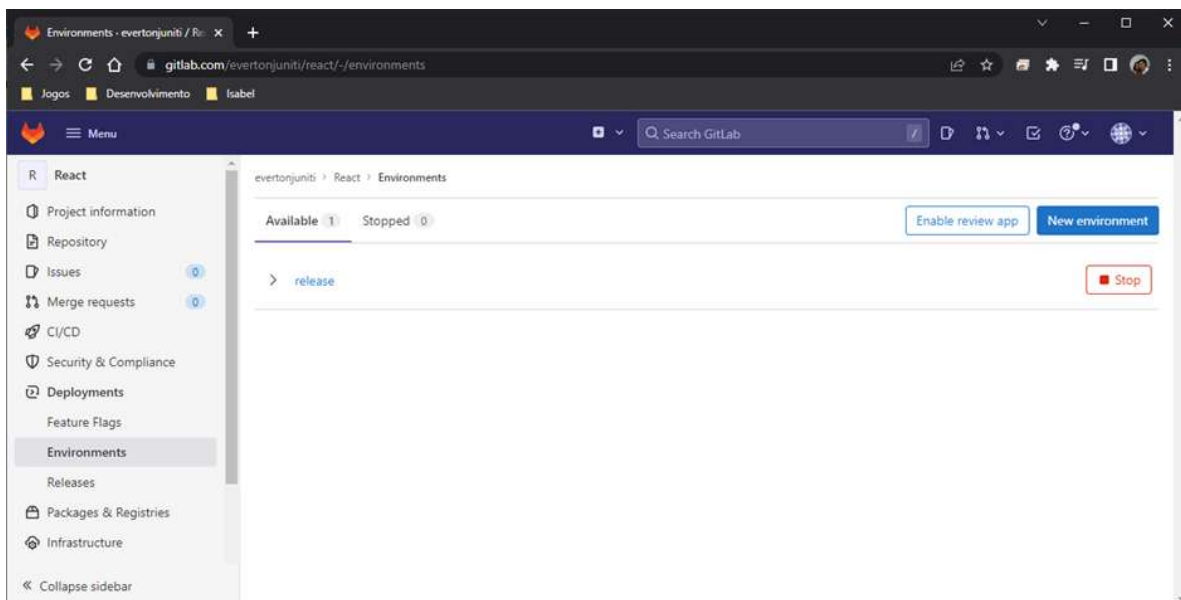 Environments · evertonjuniti / Re
gitlab.com/evertonjuniti/react/-/environments
Jogos Desenvolvimento Isabel
Menu Search GitLab /
R React
evertonjuniti > React > Environments
Project information
Available 1 Stopped 0 Enable review app New environment
Repository
Issues 0
release Stop
Merge requests 0
CI/CD
Security & Compliance
Deployments
Feature Flags
Environments
Releases
Packages & Registries
Infrastructure
Collapse sidebar